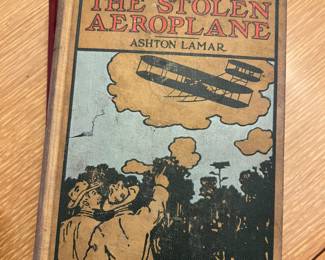 THE STOLEN
AEROPLANE
ASHTON LAMAR